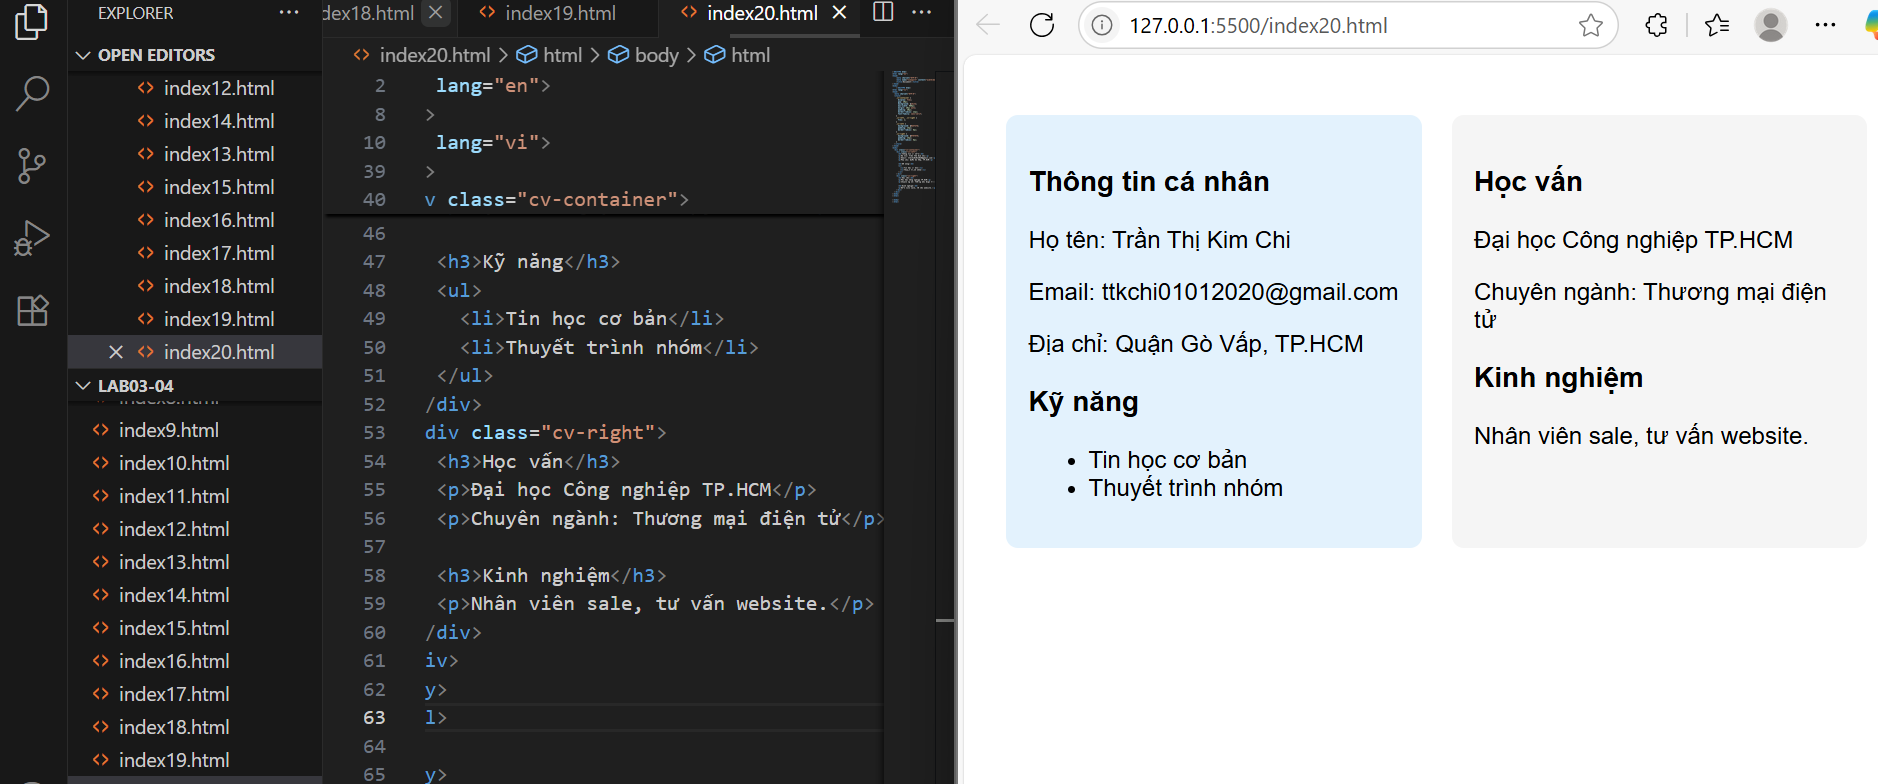 EXPLORER
OPEN EDITORS
index12.html
index14.html
index13.html
index15.html
index16.html
index17.html
index18.html
index19.html
index20.html
LAB03-04
index9.html
index10.html
index11.html
index12.html
index13.html
index14.html
index15.html
index16.html
index17.html
index18.html
index19.html
dex18.html index19.html index20.html
index20.html > html > body > html
2 lang="en">
8 >
10 lang="vi">
39 >
40 v class="cv-container">
46
47 <h3>Kỹ năng</h3>
48 <ul>
49 <li>Tin học cơ bản</li>
50 <li>Thuyết trình nhóm</li>
51 </ul>
52 /div>
53 div class="cv-right">
54 <h3>Học vấn</h3>
55 <p>Đại học Công nghiệp TP.HCM</p>
56 <p>Chuyên ngành: Thương mại điện tử</p>
57
58 <h3>Kinh nghiệm</h3>
59 <p>Nhân viên sale, tư vấn website.</p>
60 /div>
61 iv>
62 y>
63 l>
64
65 y>
127.0.0.1:5500/index20.html
Thông tin cá nhân
Họ tên: Trần Thị Kim Chi
Email: ttkchi01012020@gmail.com
Địa chỉ: Quận Gò Vấp, TP.HCM
Kỹ năng
• Tin học cơ bản
• Thuyết trình nhóm
Học vấn
Đại học Công nghiệp TP.HCM
Chuyên ngành: Thương mại điện
tử
Kinh nghiệm
Nhân viên sale, tư vấn website.